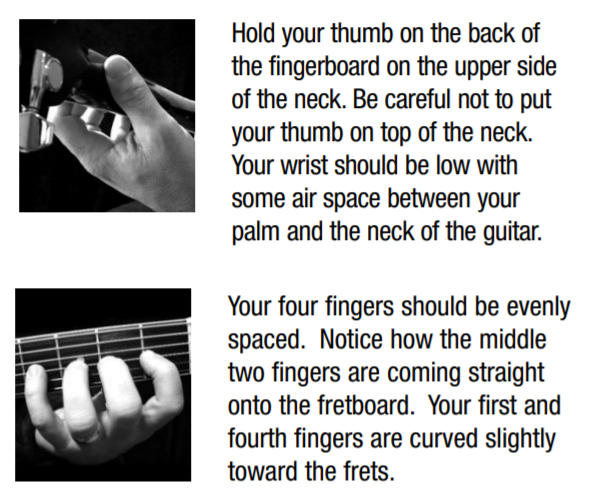 Hold your thumb on the back of
the fingerboard on the upper side
of the neck. Be careful not to put
your thumb on top of the neck.
Your wrist should be low with
some air space between your
palm and the neck of the guitar.
Your four fingers should be evenly
spaced.  Notice how the middle
two fingers are coming straight
onto the fretboard.  Your first and
fourth fingers are curved slightly
toward the frets.